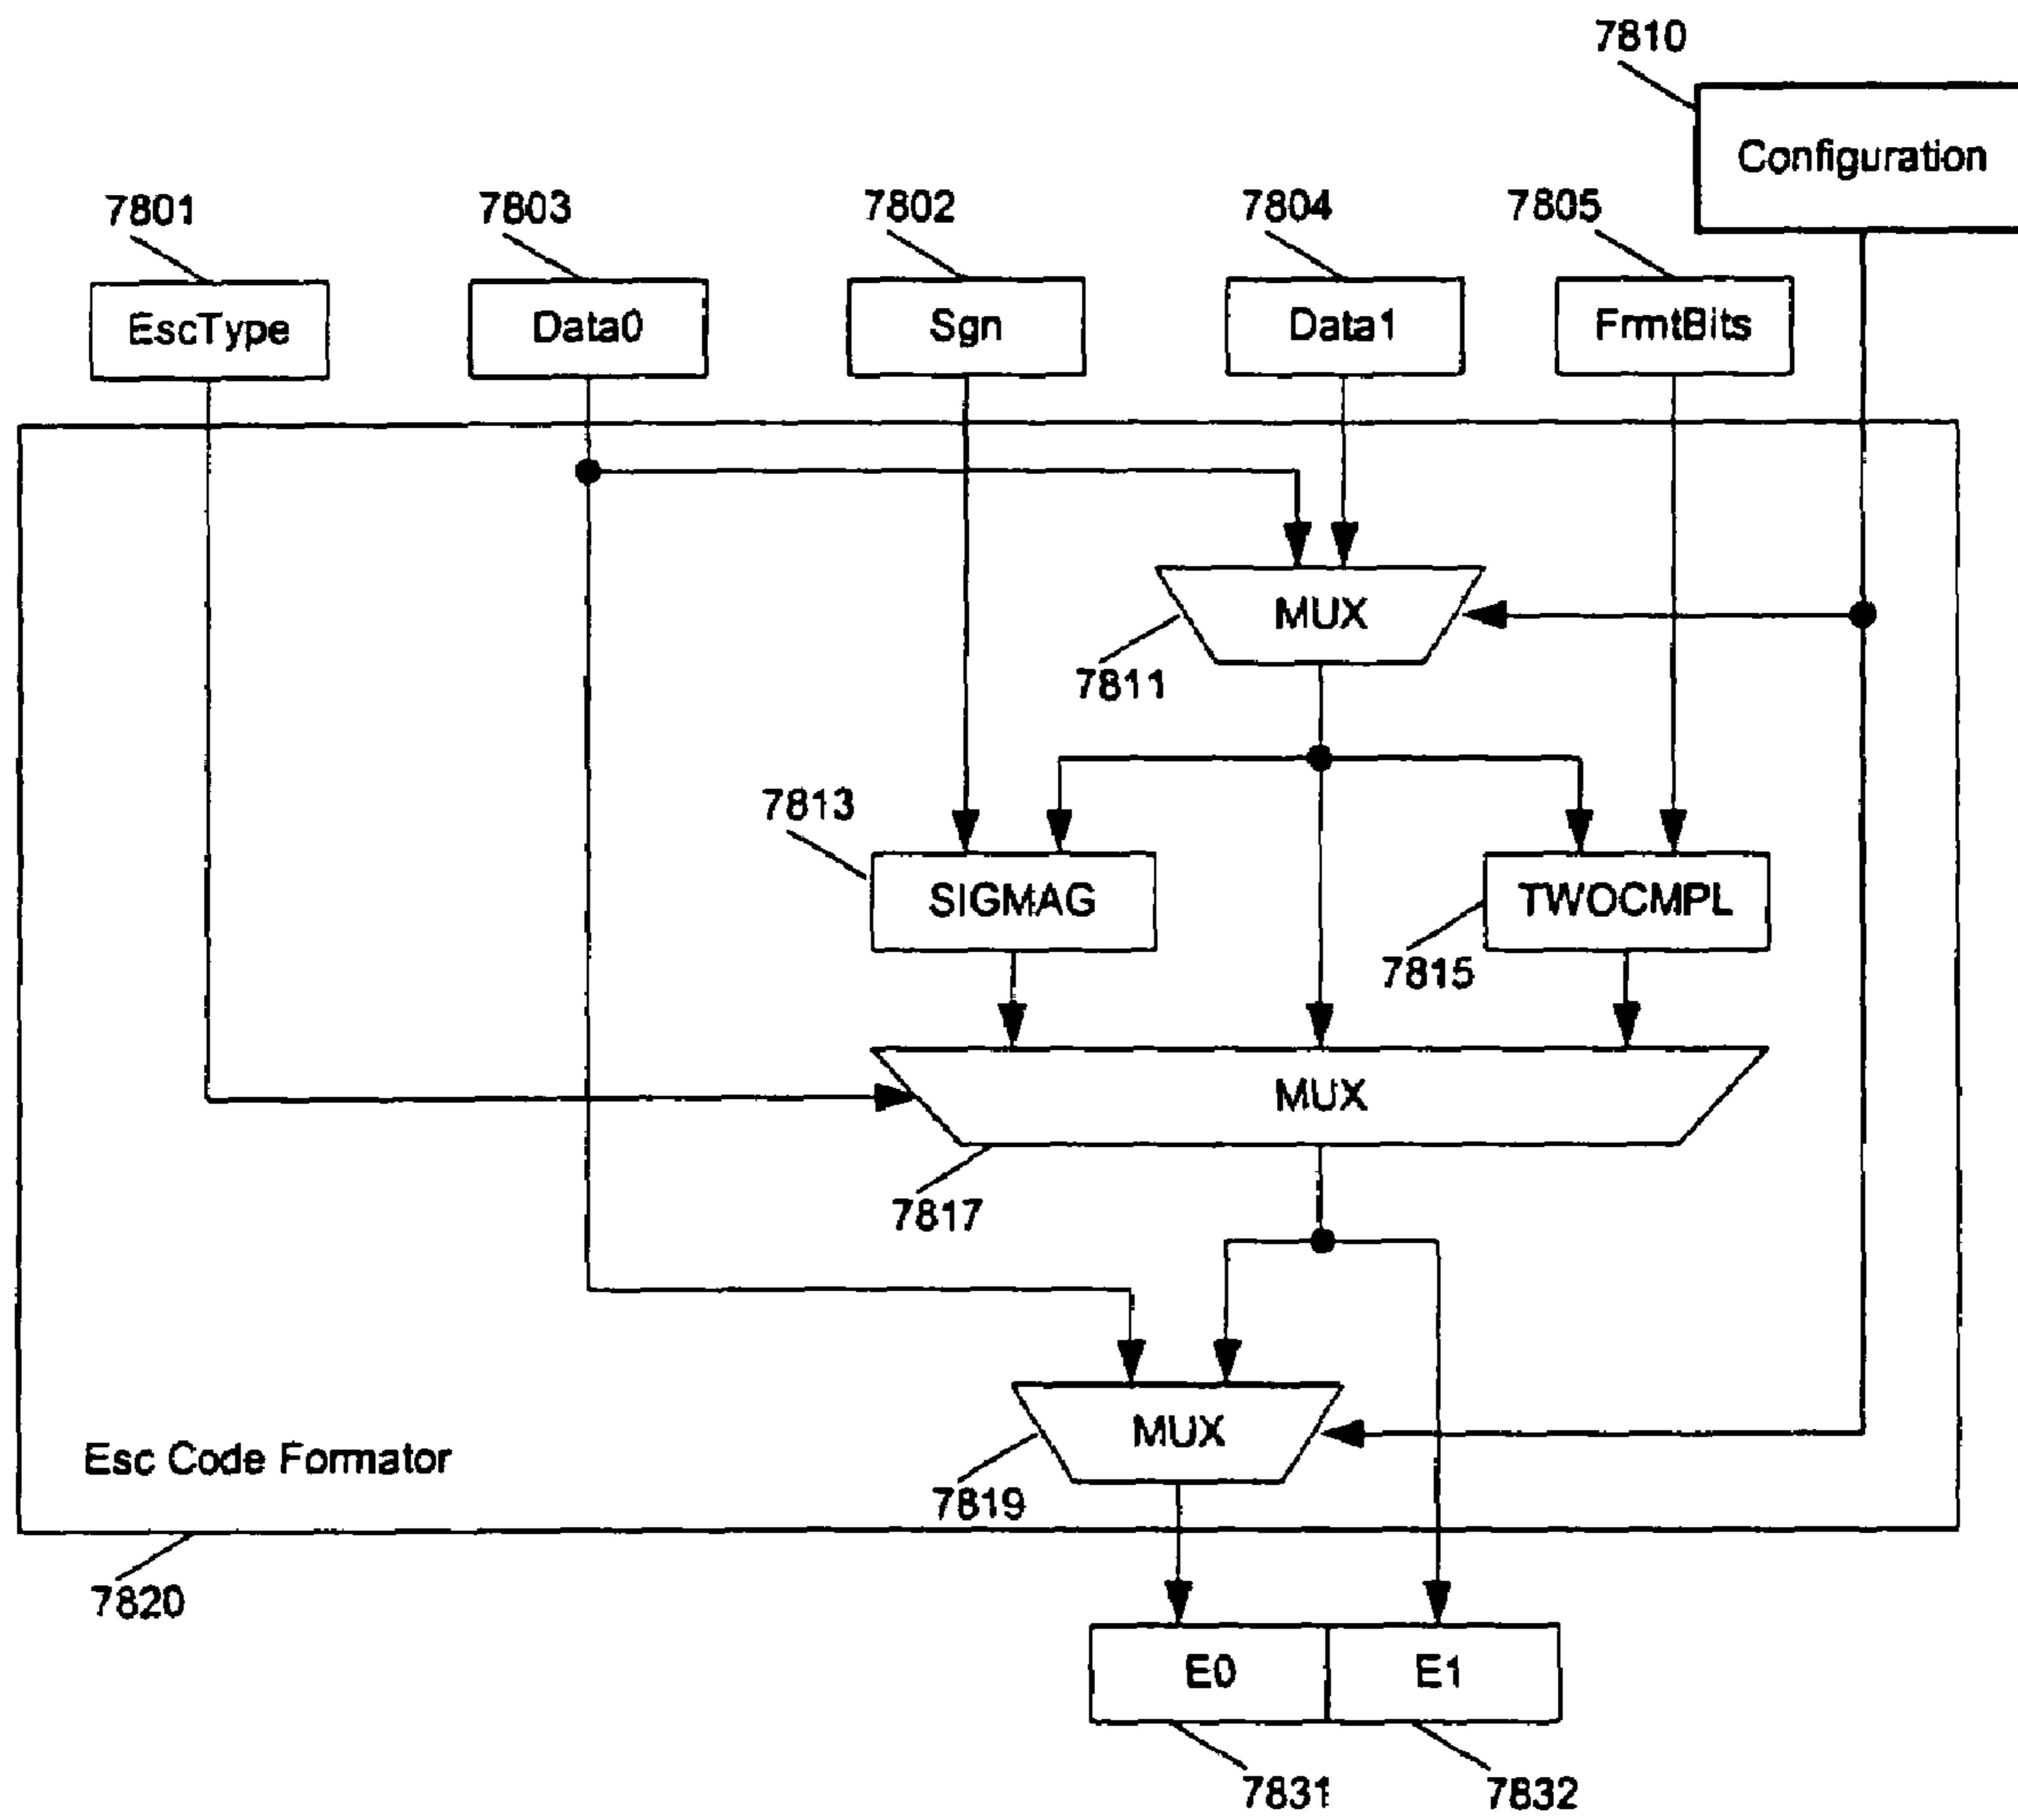 7810
Configuration
7801
7803
7802
7804
7805
EscType
Data0
Sgn
Data1
FrmtBits
MUX
7811
7813
SIGMAG
TWOCMPL
7815
MUX
7817
MUX
Esc Code Formator
7819
7820
E0
E1
7831
7832